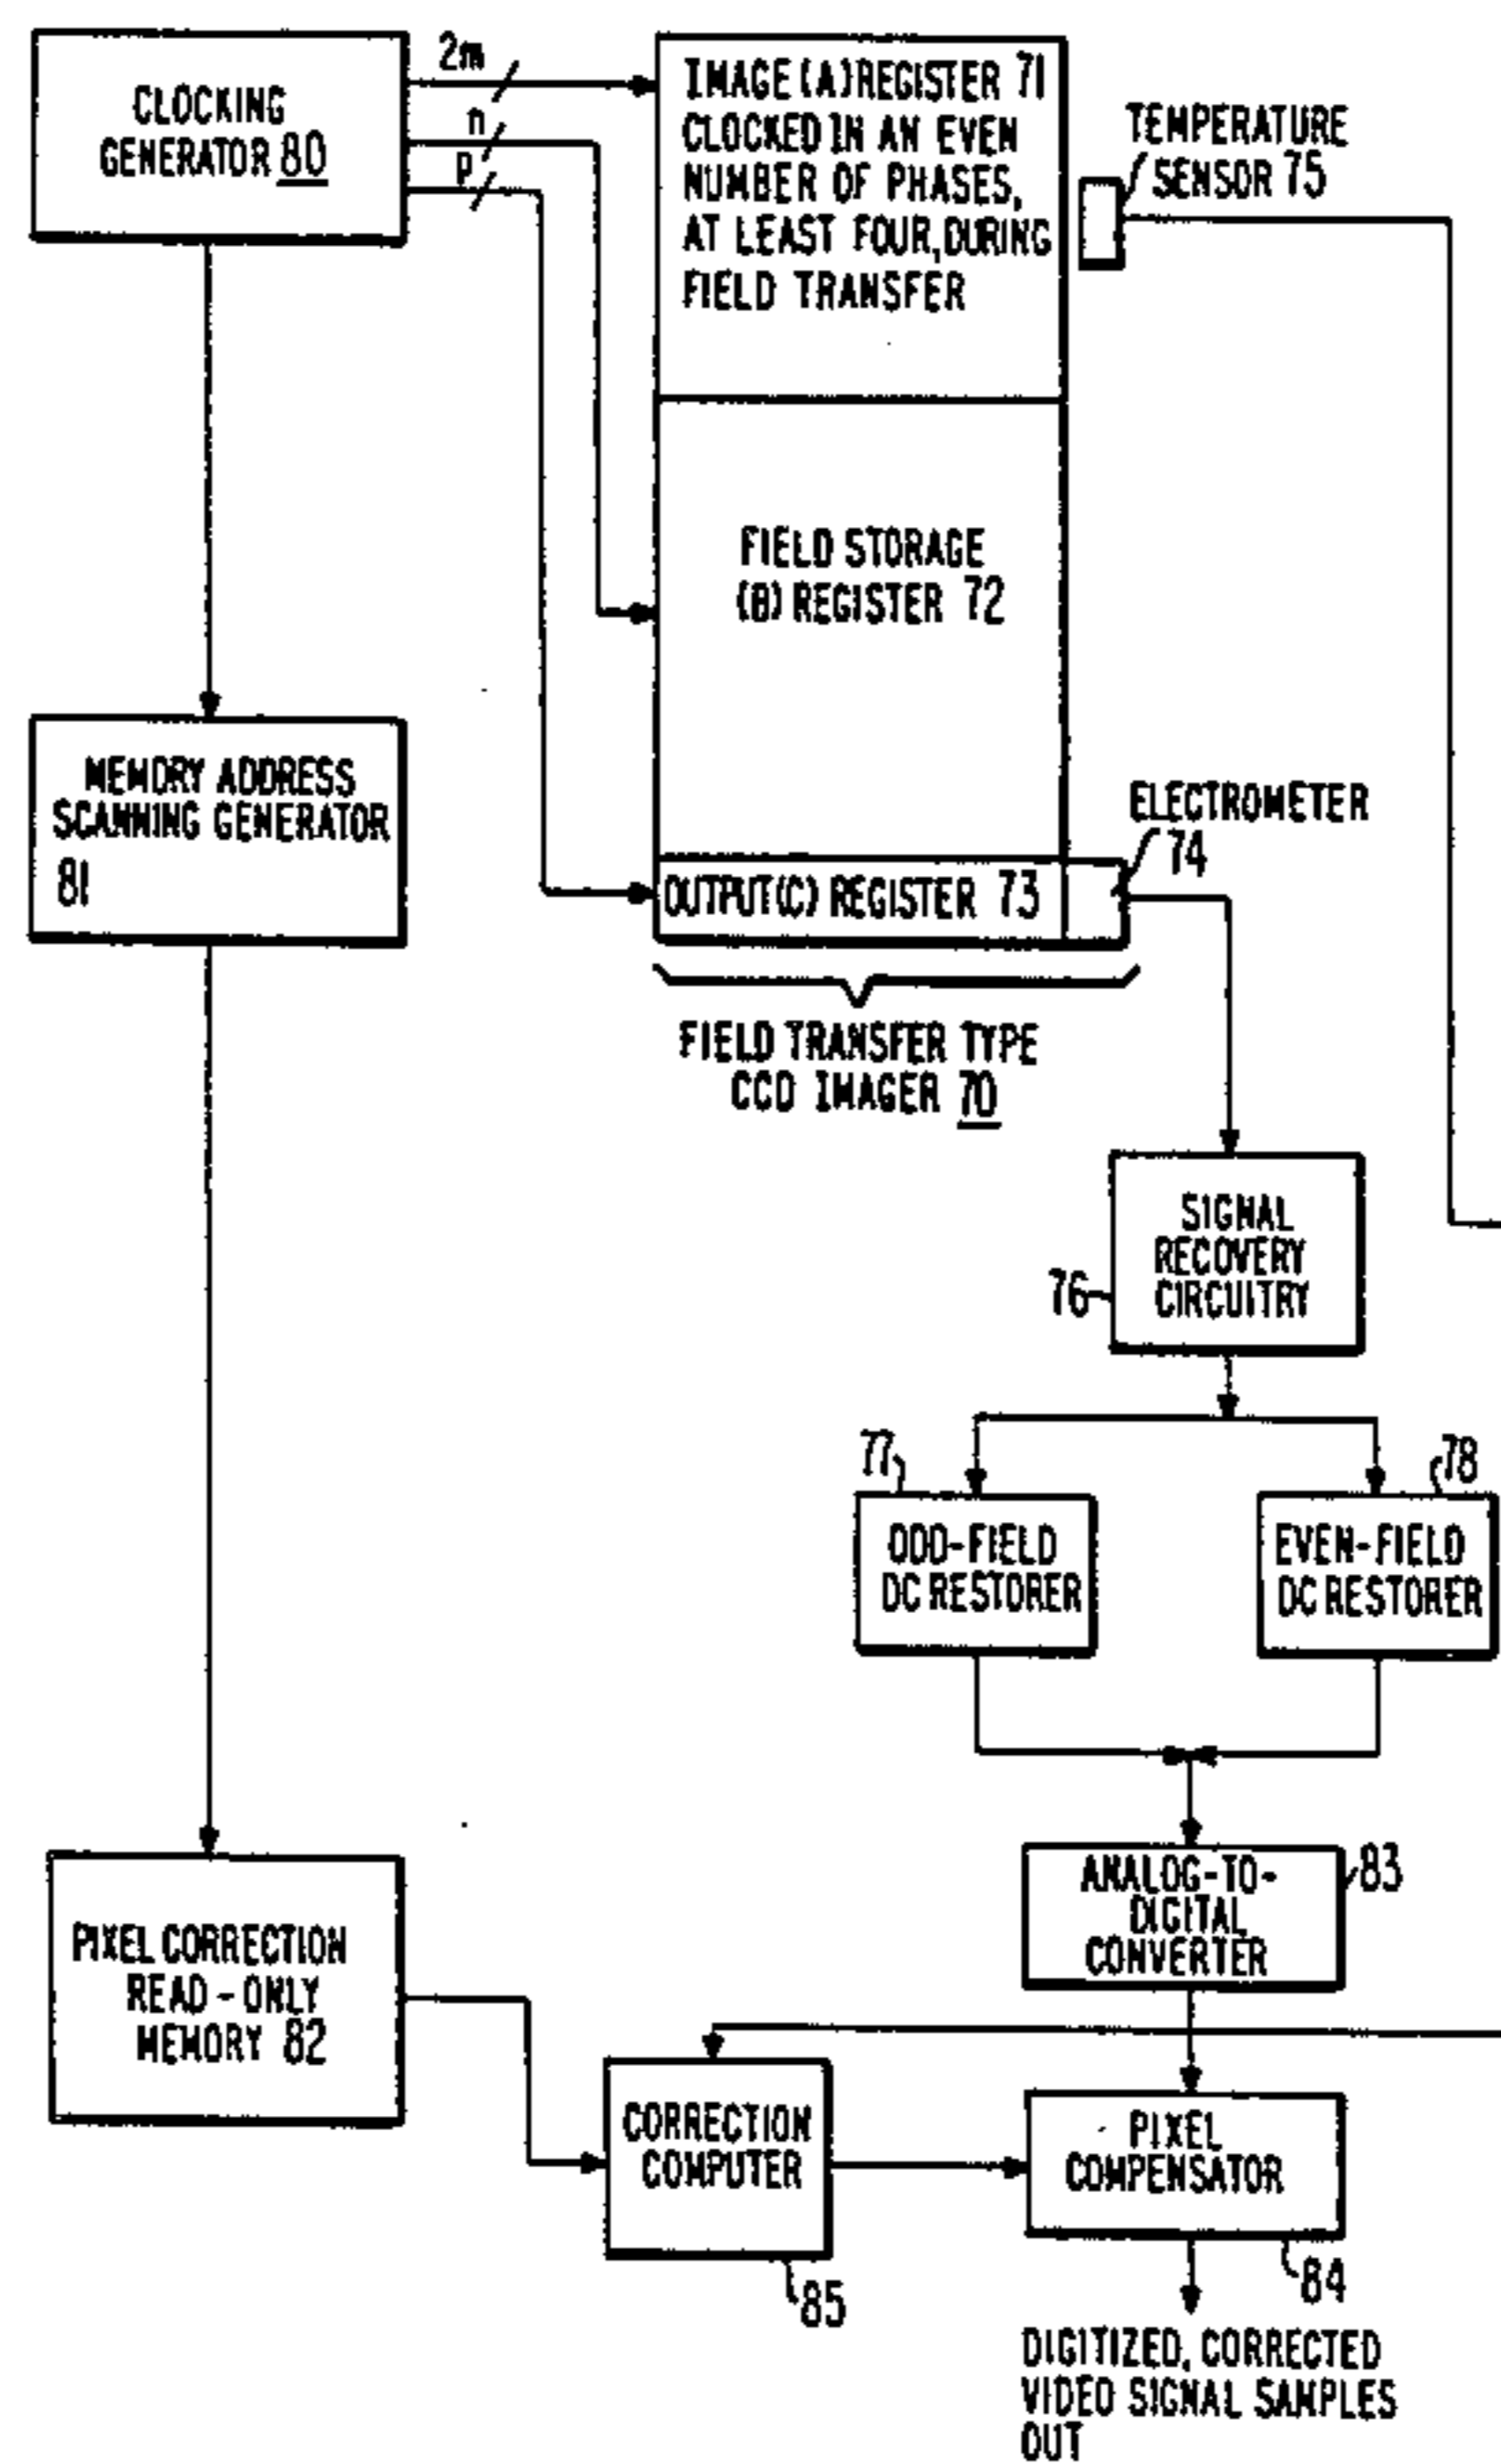 CLOCKING
GENERATOR 80
2m
n
p
IMAGE (A) REGISTER 71
CLOCKED IN AN EVEN
NUMBER OF PHASES,
AT LEAST FOUR, DURING
FIELD TRANSFER
TEMPERATURE
SENSOR 75
FIELD STORAGE
(B) REGISTER 72
MEMORY ADDRESS
SCANNING GENERATOR
81
ELECTROMETER
74
OUTPUT (C) REGISTER 73
FIELD TRANSFER TYPE
CCD IMAGER 70
SIGNAL
RECOVERY
CIRCUITRY
76
77
78
ODD-FIELD
DC RESTORER
EVEN-FIELD
DC RESTORER
ANALOG-TO-
DIGITAL
CONVERTER
83
PIXEL CORRECTION
READ-ONLY
MEMORY 82
CORRECTION
COMPUTER
85
PIXEL
COMPENSATOR
84
DIGITIZED, CORRECTED
VIDEO SIGNAL SAMPLES
OUT